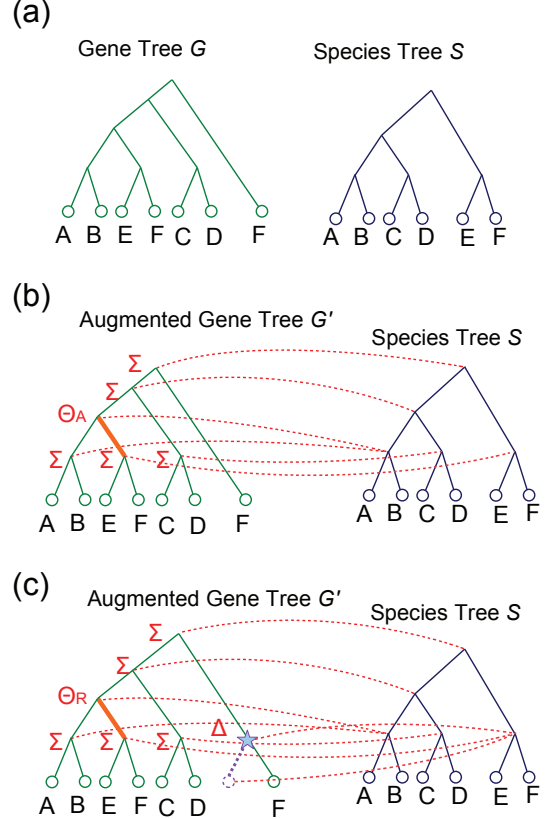 (a)
Gene Tree G
Species Tree S
A B E F C D F
A B C D E F
(b)
Augmented Gene Tree G'
Species Tree S
Σ
Σ
ΘA
Σ Σ Σ
A B E F C D F
A B C D E F
(c)
Augmented Gene Tree G'
Species Tree S
Σ
Σ
ΘR
Σ Σ Σ Δ
A B E F C D F
A B C D E F